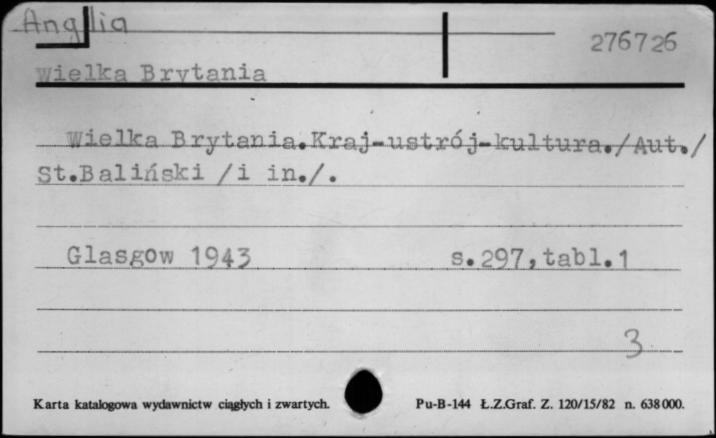 Anglia
276726
Wielka Brytania
Wielka Brytania.Kraj-ustrój-kultura./Aut./
St.Baliński /i in./.
Glasgow 1943 s.297,tabl.1
3
Karta katalogowa wydawnictw ciągłych i zwartych. Pu-B-144 Ł.Z.Graf. Z. 120/15/82 n. 638000.